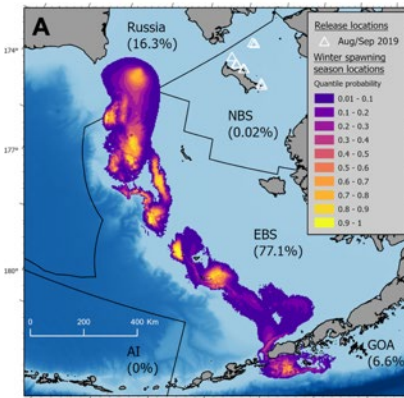 A
Russia
(16.3%)
174°
177°
180°
NBS
(0.02%)
EBS
(77.1%)
AI
(0%)
GOA
(6.6%)
0 200 400 Km
Release locations
Aug/Sep 2019
Winter spawning
season locations
Quantile probability
0.01 - 0.1
0.1 - 0.2
0.2 - 0.3
0.3 - 0.4
0.4 - 0.5
0.5 - 0.6
0.6 - 0.7
0.7 - 0.8
0.8 - 0.9
0.9 - 1